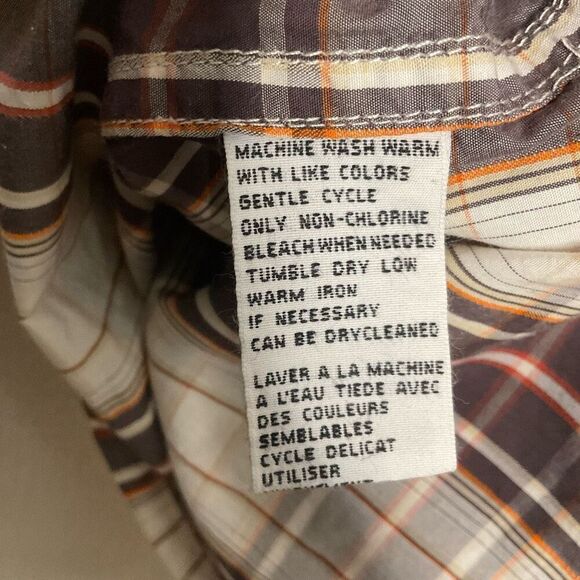 MACHINE WASH WARM
WITH LIKE COLORS
GENTLE CYCLE
ONLY NON-CHLORINE
BLEACH WHEN NEEDED
TUMBLE DRY LOW
WARM IRON
IF NECESSARY
CAN BE DRYCLEANED
LAVER A LA MACHINE
A L'EAU TIEDE AVEC
DES COULEURS
SEMBLABLES
CYCLE DELICAT
UTILISER